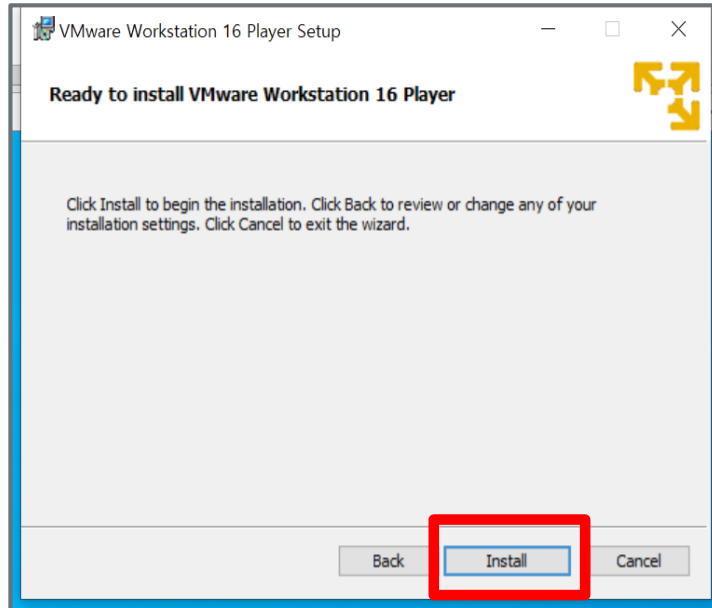 VMware Workstation 16 Player Setup
Ready to install VMware Workstation 16 Player
Click Install to begin the installation. Click Back to review or change any of your
installation settings. Click Cancel to exit the wizard.
Back Install Cancel